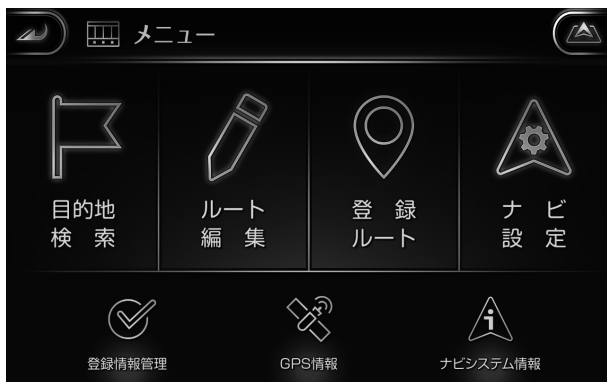 メニュー
目的地
検 索
ルート
編 集
登 録
ルート
ナ ビ
設 定
登録情報管理
GPS情報
ナビシステム情報